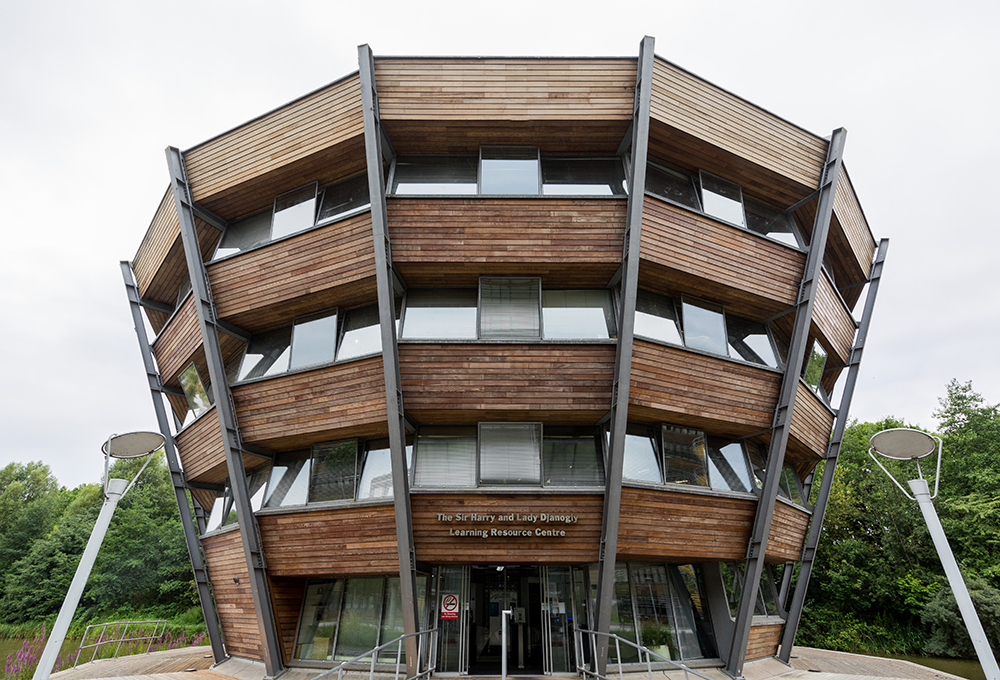 The Sir Harry and Lady Djanogly
Learning Resource Centre